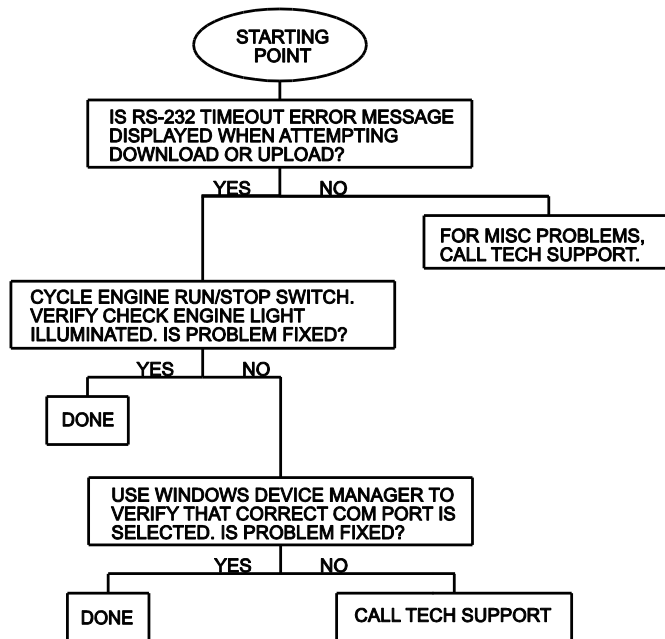 STARTING
POINT
IS RS-232 TIMEOUT ERROR MESSAGE
DISPLAYED WHEN ATTEMPTING
DOWNLOAD OR UPLOAD?
YES NO
FOR MISC PROBLEMS,
CALL TECH SUPPORT.
CYCLE ENGINE RUN/STOP SWITCH.
VERIFY CHECK ENGINE LIGHT
ILLUMINATED. IS PROBLEM FIXED?
YES NO
DONE
USE WINDOWS DEVICE MANAGER TO
VERIFY THAT CORRECT COM PORT IS
SELECTED. IS PROBLEM FIXED?
YES NO
DONE
CALL TECH SUPPORT